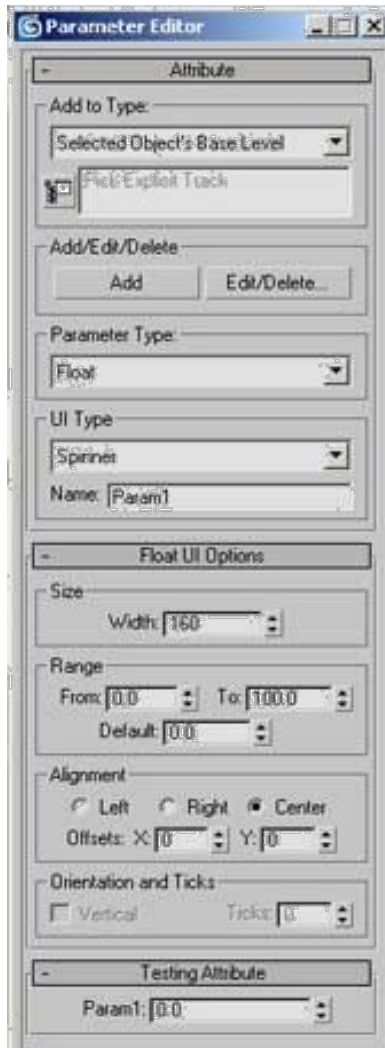 Parameter Editor
- Attribute
Add to Type:
Selected Object's Base Level
Pick Explicit Track
Add/Edit/Delete
Add Edit/Delete...
Parameter Type:
Float
UI Type
Spinner
Name: Param1
- Float UI Options
Size
Width: 160
Range
From: 0.0 To: 100.0
Default: 0.0
Alignment
Left Right Center
Offsets: X: 0 Y: 0
Orientation and Ticks
Vertical Ticks: 0
- Testing Attribute
Param1: 0.0